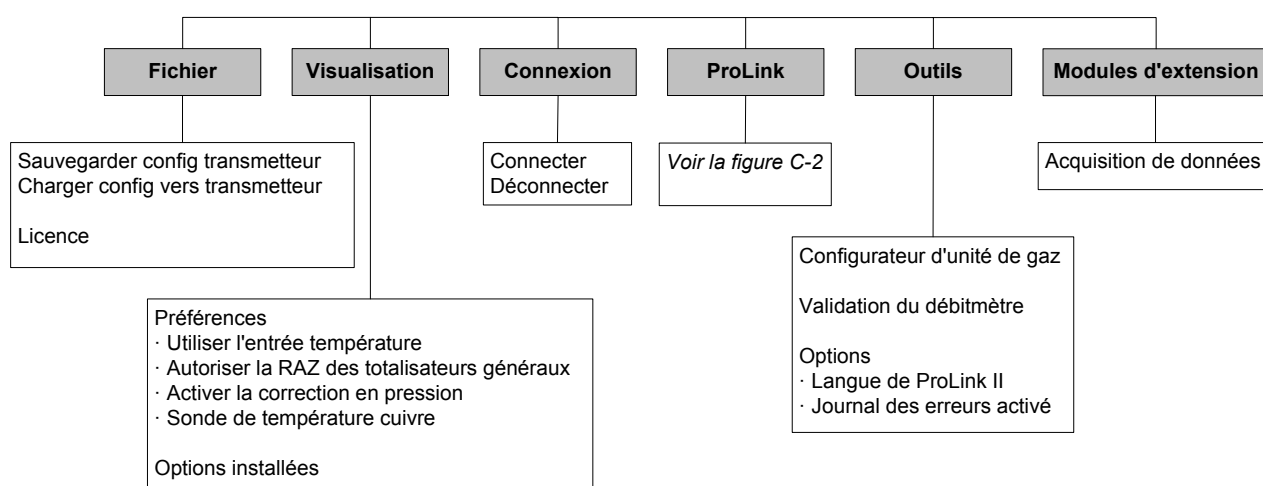 Fichier
Visualisation
Connexion
ProLink
Outils
Modules d'extension
Sauvegarder config transmetteur
Charger config vers transmetteur
Licence
Connecter
Déconnecter
Voir la figure C-2
Acquisition de données
Configurateur d'unité de gaz
Validation du débitmètre
Options
· Langue de ProLink II
· Journal des erreurs activé
Préférences
· Utiliser l'entrée température
· Autoriser la RAZ des totalisateurs généraux
· Activer la correction en pression
· Sonde de température cuivre
Options installées